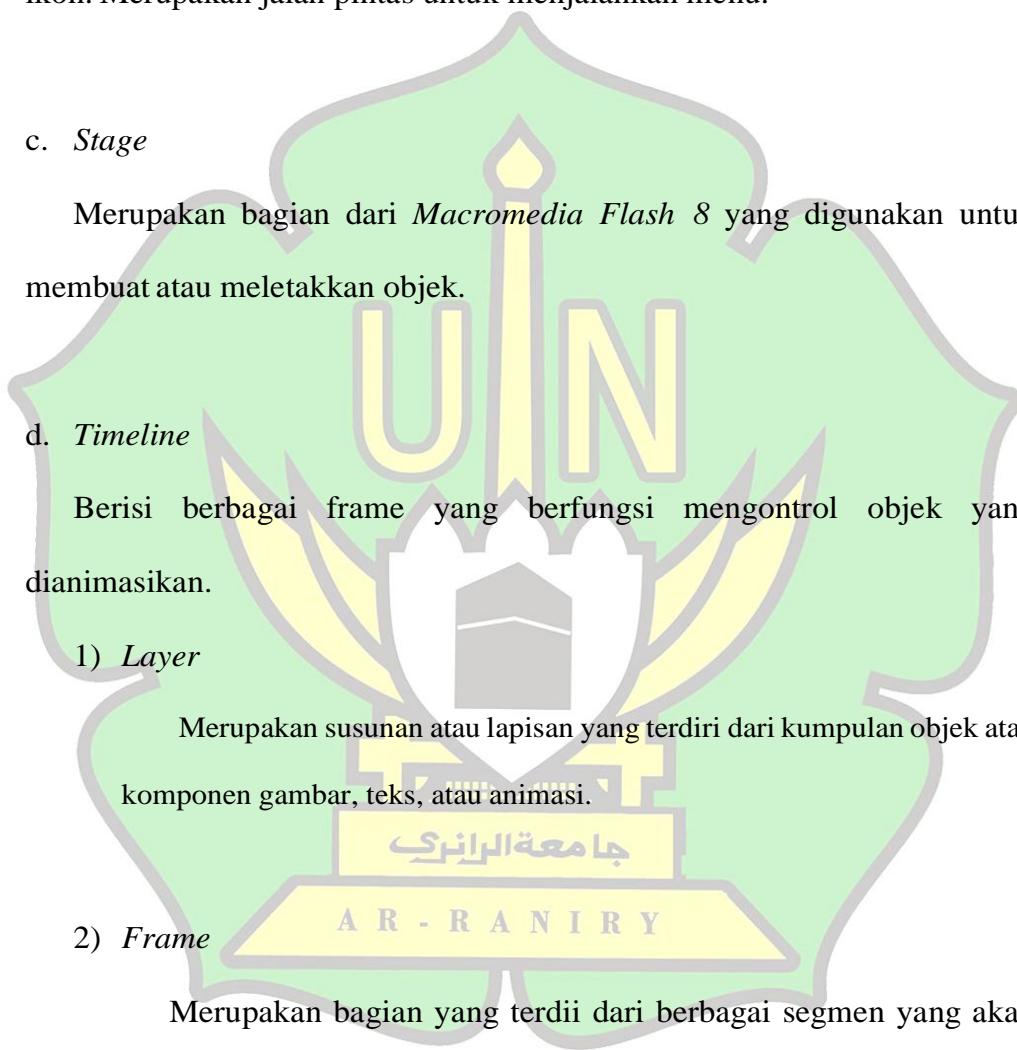 ikon. Merupakan jalan pintas untuk menjalankan menu.
c. Stage
Merupakan bagian dari Macromedia Flash 8 yang digunakan untu
membuat atau meletakkan objek.
UIN
d. Timeline
Berisi berbagai frame yang berfungsi mengontrol objek yan
dianimasikan.
1) Layer
Merupakan susunan atau lapisan yang terdiri dari kumpulan objek ata
komponen gambar, teks, atau animasi.
جامعة الرانري
AR-RANIRY
2) Frame
Merupakan bagian yang terdii dari berbagai segmen yang aka